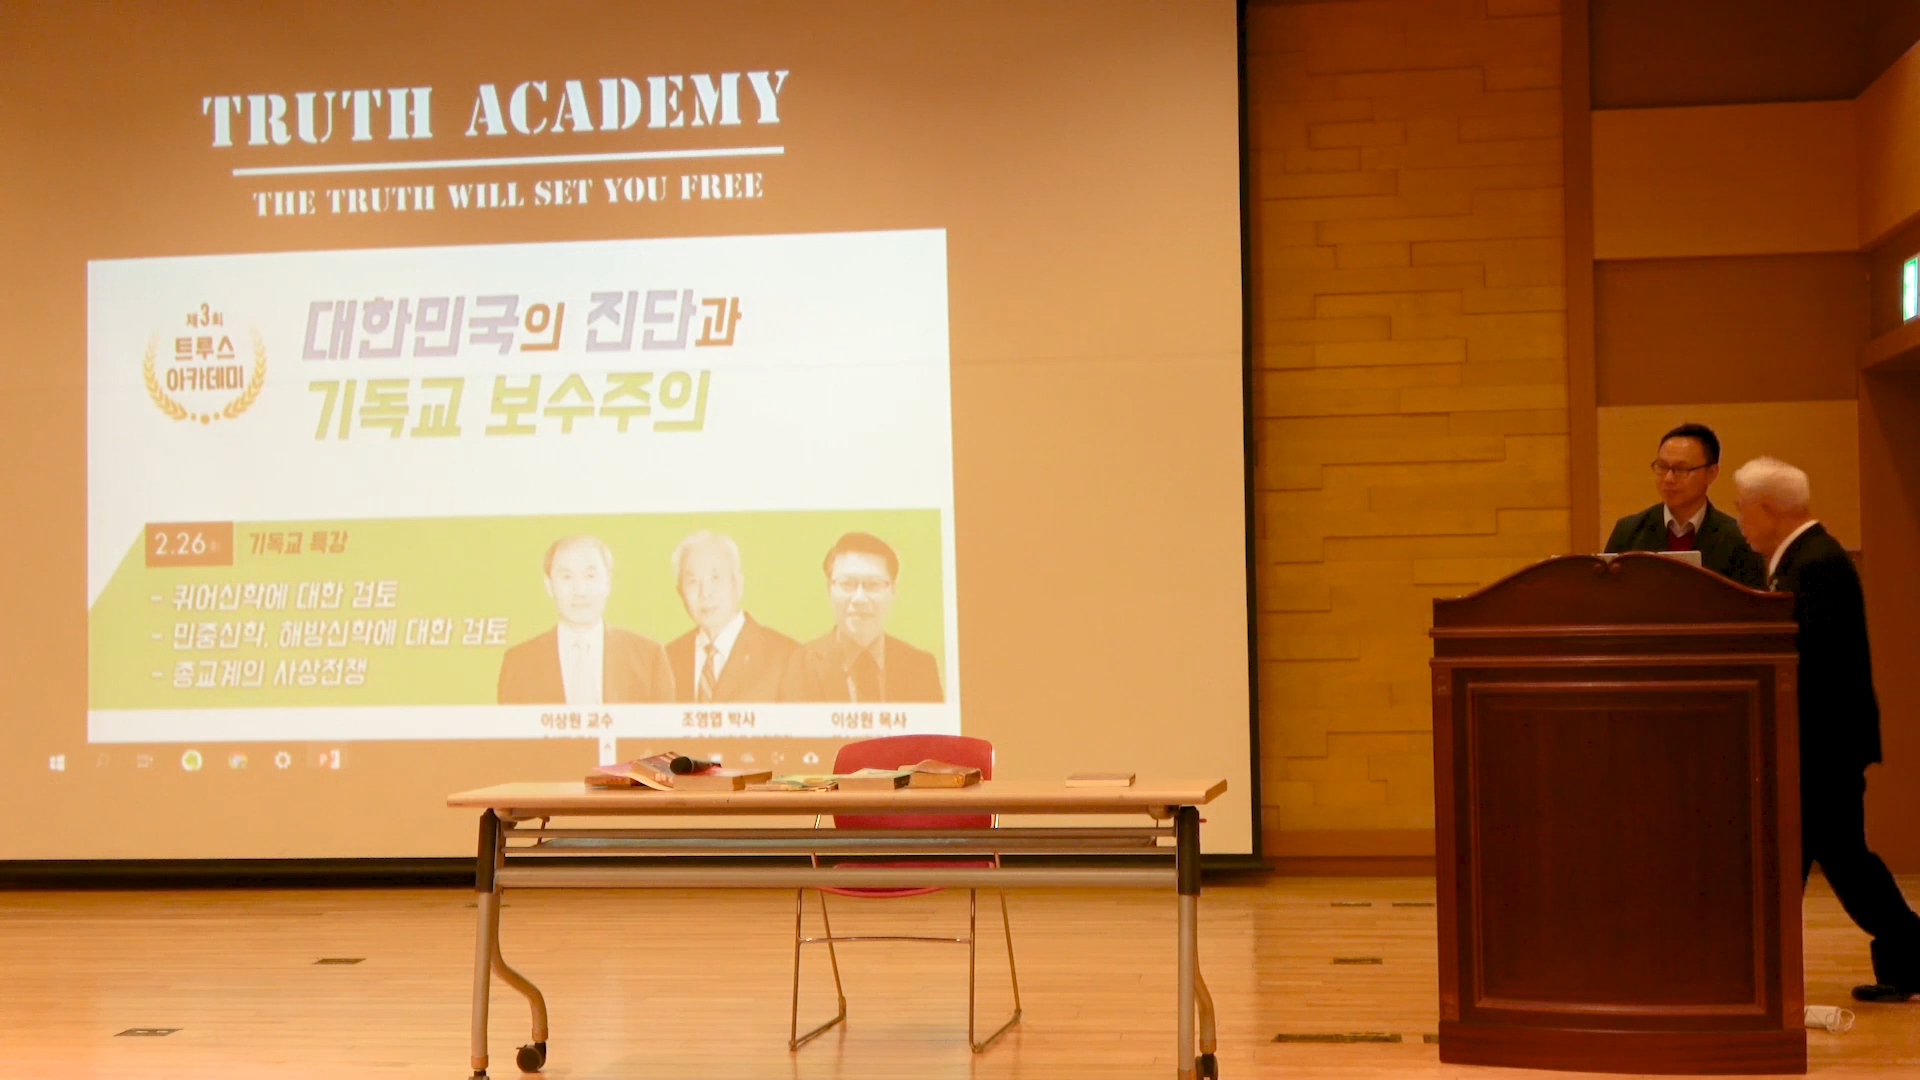 TRUTH ACADEMY
THE TRUTH WILL SET YOU FREE
제3회
트루스
아카데미
대한민국의 진단과
기독교 보수주의
2.26 기독교 특강
- 퀴어신학에 대한 검토
- 민중신학, 해방신학에 대한 검토
- 종교계의 사상전쟁
이상원 교수
조영엽 박사
이상원 목사